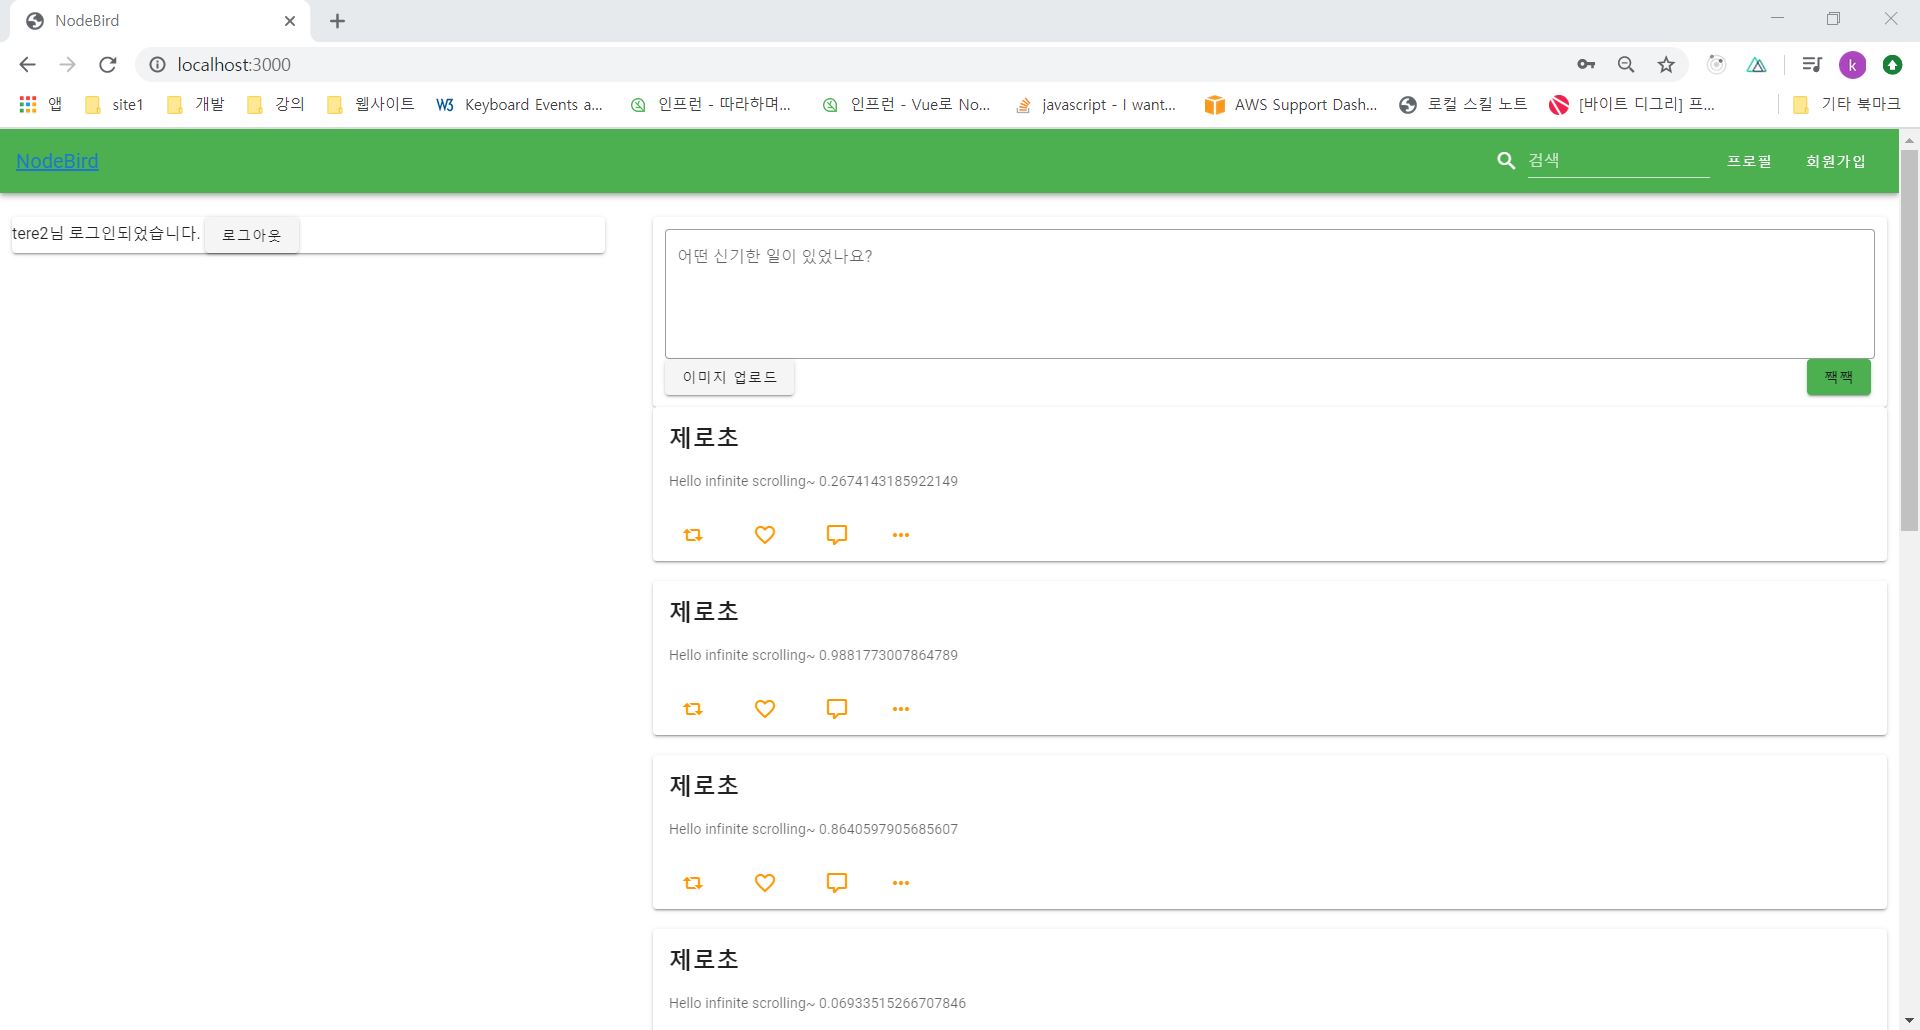 NodeBird
localhost:3000
k
앱 site1 개발 강의 웹사이트 W3 Keyboard Events a... 인프런 - 따라하며... 인프런 - Vue로 No... javascript - I want... AWS Support Dash... 로컬 스킬 노트 [바이트 디그리] 프... 기타 북마크
NodeBird 검색 프로필 회원가입
tere2님 로그인되었습니다. 로그아웃
어떤 신기한 일이 있었나요?
이미지 업로드 짹짹
제로초
Hello infinite scrolling~ 0.2674143185922149
제로초
Hello infinite scrolling~ 0.9881773007864789
제로초
Hello infinite scrolling~ 0.8640597905685607
제로초
Hello infinite scrolling~ 0.06933515266707846